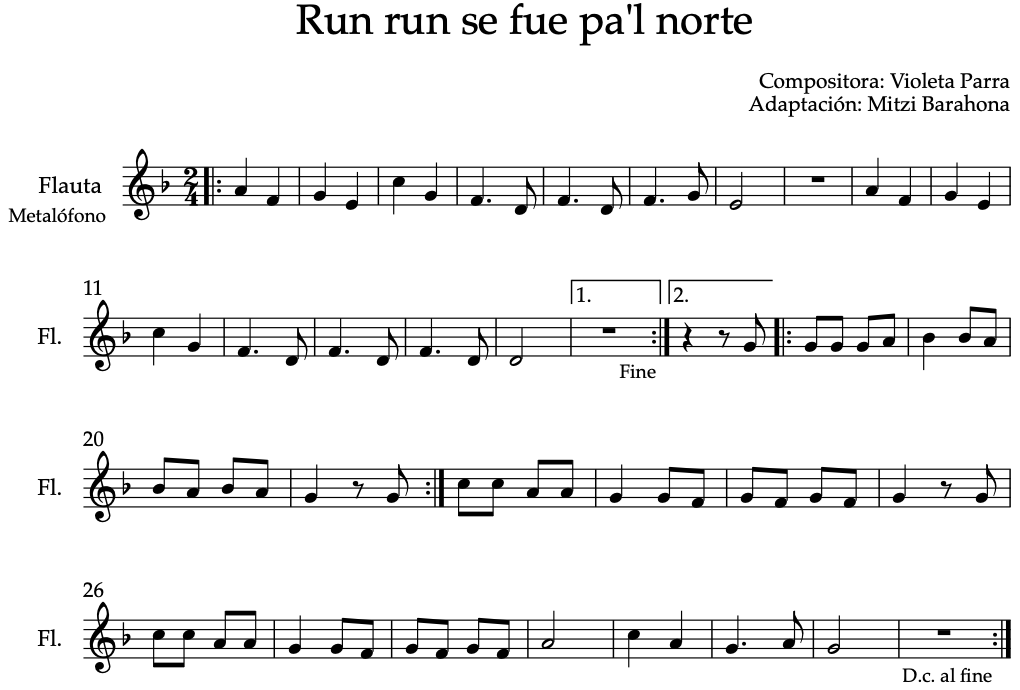 Run run se fue pa'l norte
Compositora: Violeta Parra
Adaptación: Mitzi Barahona
Flauta
Metalófono
2
4
11
1.
2.
Fl.
Fine
20
Fl.
26
Fl.
D.c. al fine